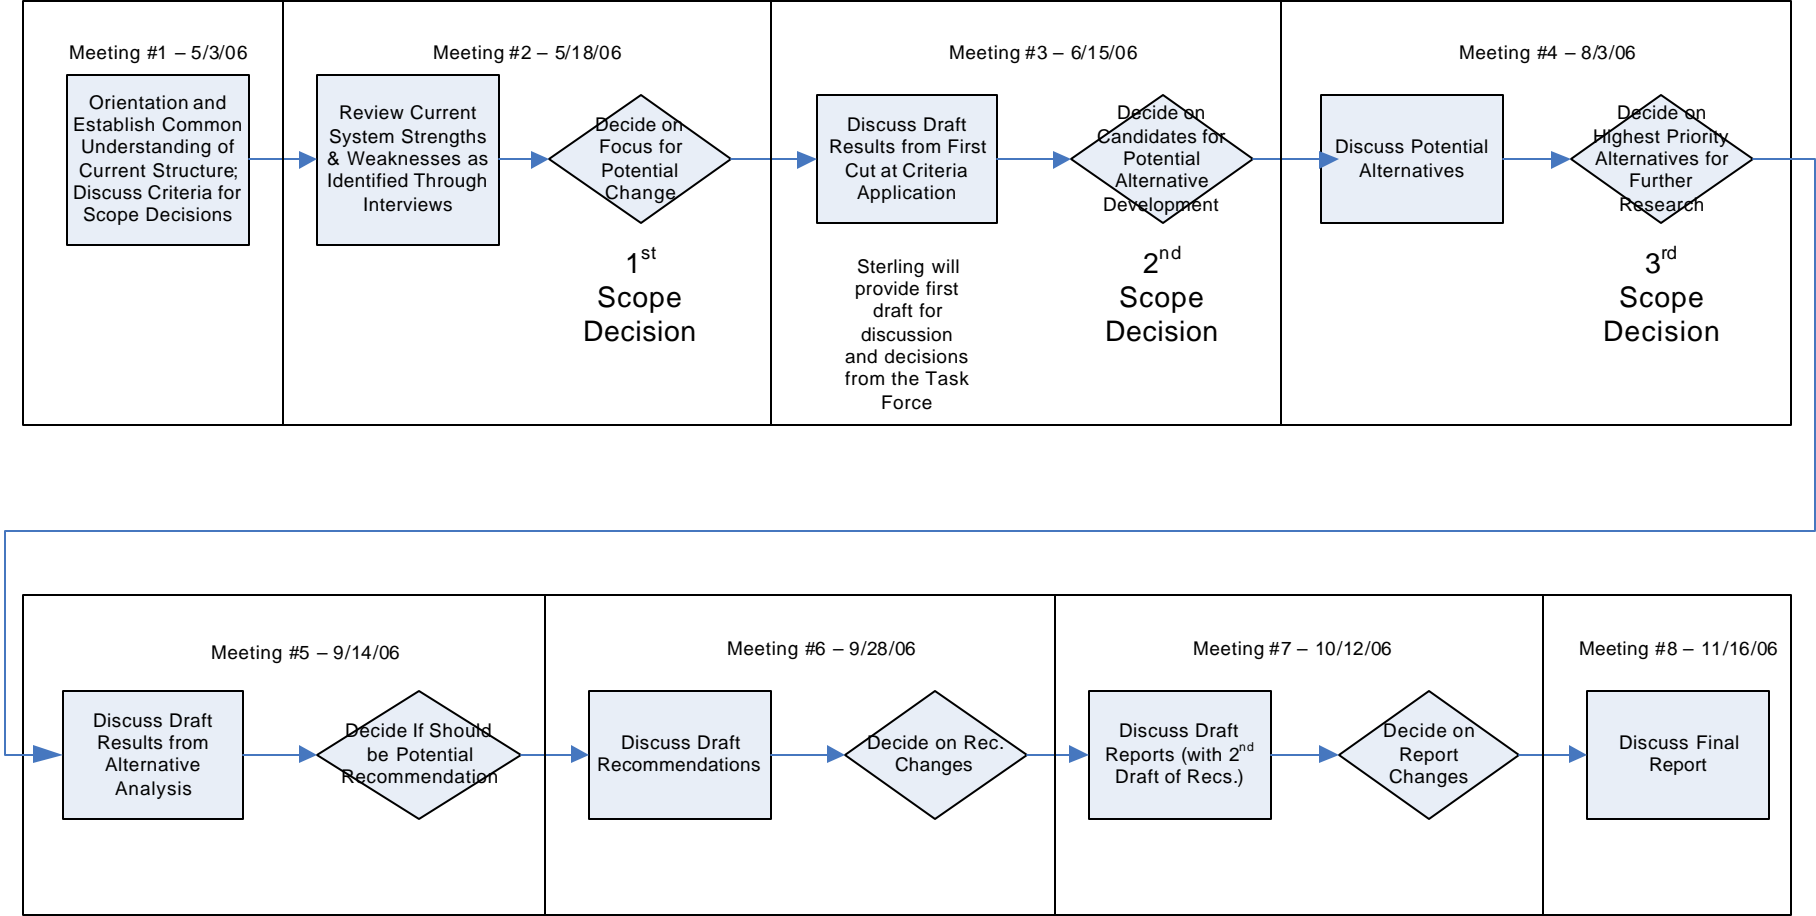 Meeting #1 – 5/3/06
Orientation and
Establish Common
Understanding of
Current Structure;
Discuss Criteria for
Scope Decisions
Meeting #2 – 5/18/06
Review Current
System Strengths
& Weaknesses as
Identified Through
Interviews
Decide on
Focus for
Potential
Change
1st
Scope
Decision
Meeting #3 – 6/15/06
Discuss Draft
Results from First
Cut at Criteria
Application
Sterling will
provide first
draft for
discussion
and decisions
from the Task
Force
Decide on
Candidates for
Potential
Alternative
Development
2nd
Scope
Decision
Meeting #4 – 8/3/06
Discuss Potential
Alternatives
Decide on
Highest Priority
Alternatives for
Further
Research
3rd
Scope
Decision
Meeting #5 – 9/14/06
Discuss Draft
Results from
Alternative
Analysis
Decide If Should
be Potential
Recommendation
Meeting #6 – 9/28/06
Discuss Draft
Recommendations
Decide on Rec.
Changes
Meeting #7 – 10/12/06
Discuss Draft
Reports (with 2nd
Draft of Recs.)
Decide on
Report
Changes
Meeting #8 – 11/16/06
Discuss Final
Report